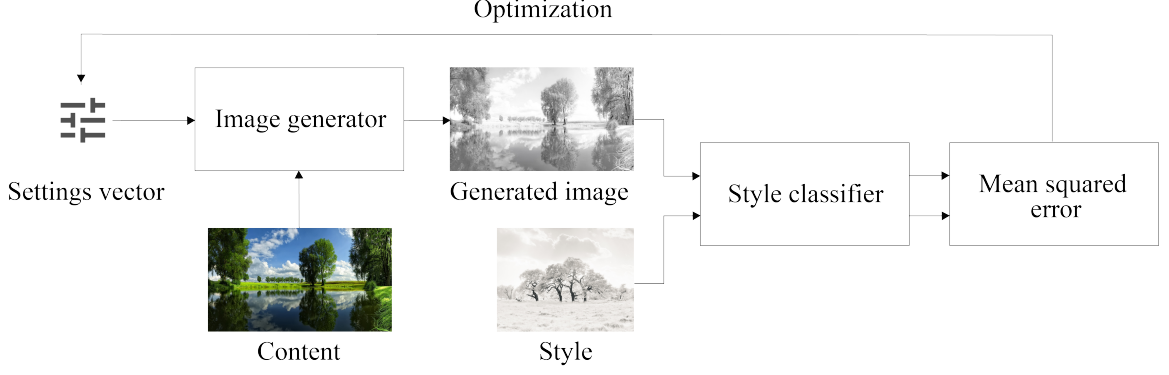 Optimization
Image generator
Settings vector
Generated image
Style classifier
Mean squared
error
Content
Style